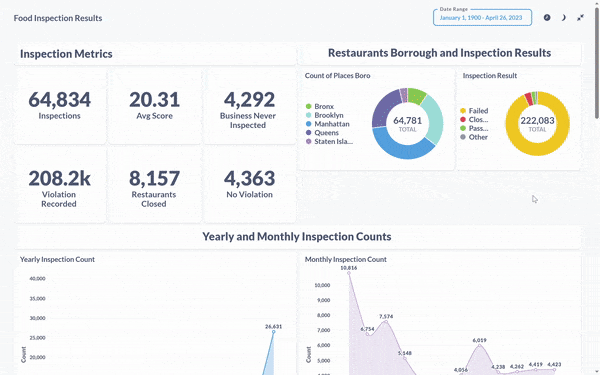 Food Inspection Results
Date Range
January 1, 1900 - April 26, 2023
Inspection Metrics
Restaurants Borrough and Inspection Results
64,834
Inspections
20.31
Avg Score
4,292
Business Never
Inspected
208.2k
Violation
Recorded
8,157
Restaurants
Closed
4,363
No Violation
Count of Places Boro
Bronx
Brooklyn
Manhattan
Queens
Staten Isla...
64,781
TOTAL
Inspection Result
Failed
Clos...
Pass...
Other
222,083
TOTAL
Yearly and Monthly Inspection Counts
Yearly Inspection Count
40,000
35,000
30,000
25,000
20,000
Count
26,631
Monthly Inspection Count
10,816
10,000
9,000
8,000
7,000
6,000
5,000
4,000
Count
6,754
7,574
5,148
4,056
6,019
4,238
4,262
4,419
4,423